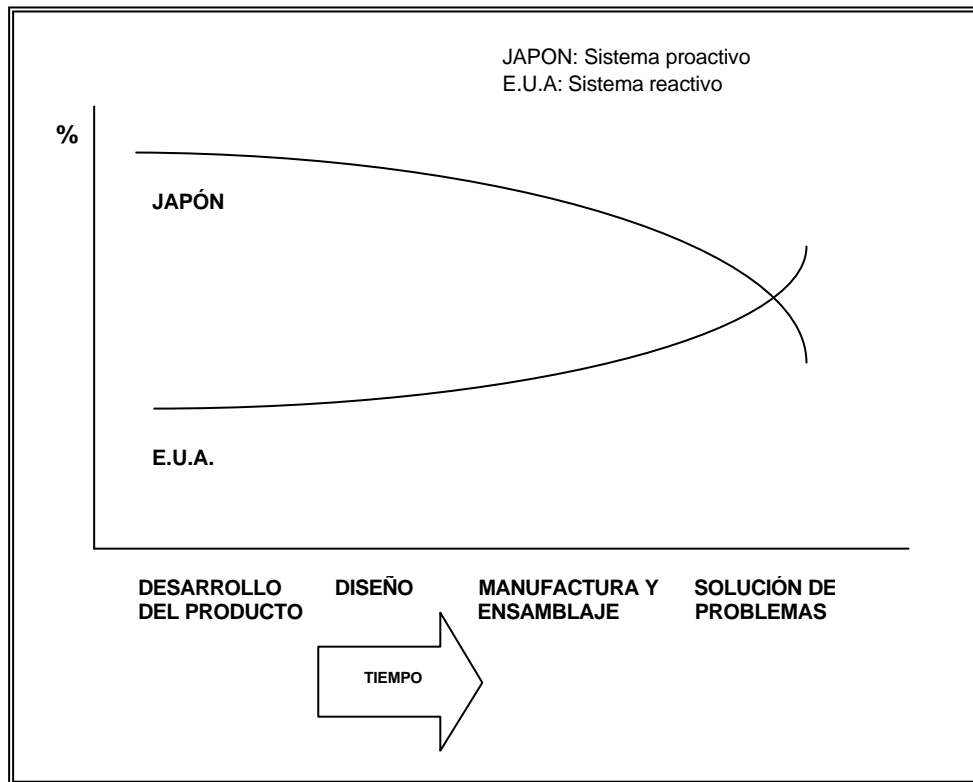 JAPON: Sistema proactivo
E.U.A: Sistema reactivo
%
JAPÓN
E.U.A.
DESARROLLO
DEL PRODUCTO
DISEÑO
MANUFACTURA Y
ENSAMBLAJE
SOLUCIÓN DE
PROBLEMAS
TIEMPO